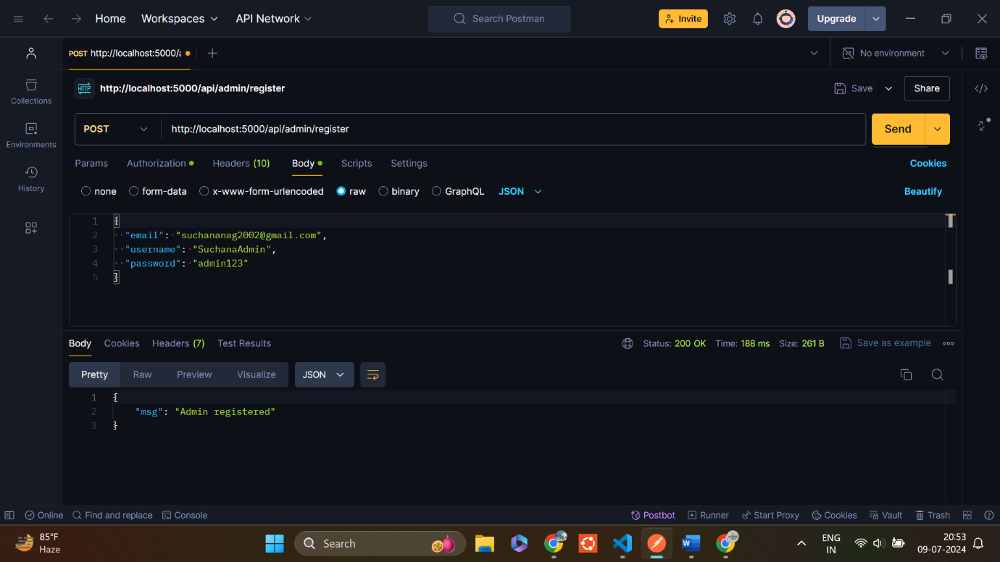 Home Workspaces API Network Search Postman Invite Upgrade
POST http://localhost:5000/a No environment
HTTP http://localhost:5000/api/admin/register Save Share
POST http://localhost:5000/api/admin/register Send
Collections
Environments
History
Params Authorization Headers (10) Body Scripts Settings Cookies
none form-data x-www-form-urlencoded raw binary GraphQL JSON Beautify
1 {
2 "email": "suchananag2002@gmail.com",
3 "username": "SuchanaAdmin",
4 "password": "admin123"
5 }
Body Cookies Headers (7) Test Results Status: 200 OK Time: 188 ms Size: 261 B Save as example
Pretty Raw Preview Visualize JSON
1 {
2 "msg": "Admin registered"
3 }
Online Find and replace Console Postbot Runner Start Proxy Cookies Vault Trash
85°F
Haze
Search
ENG
IN
20:53
09-07-2024